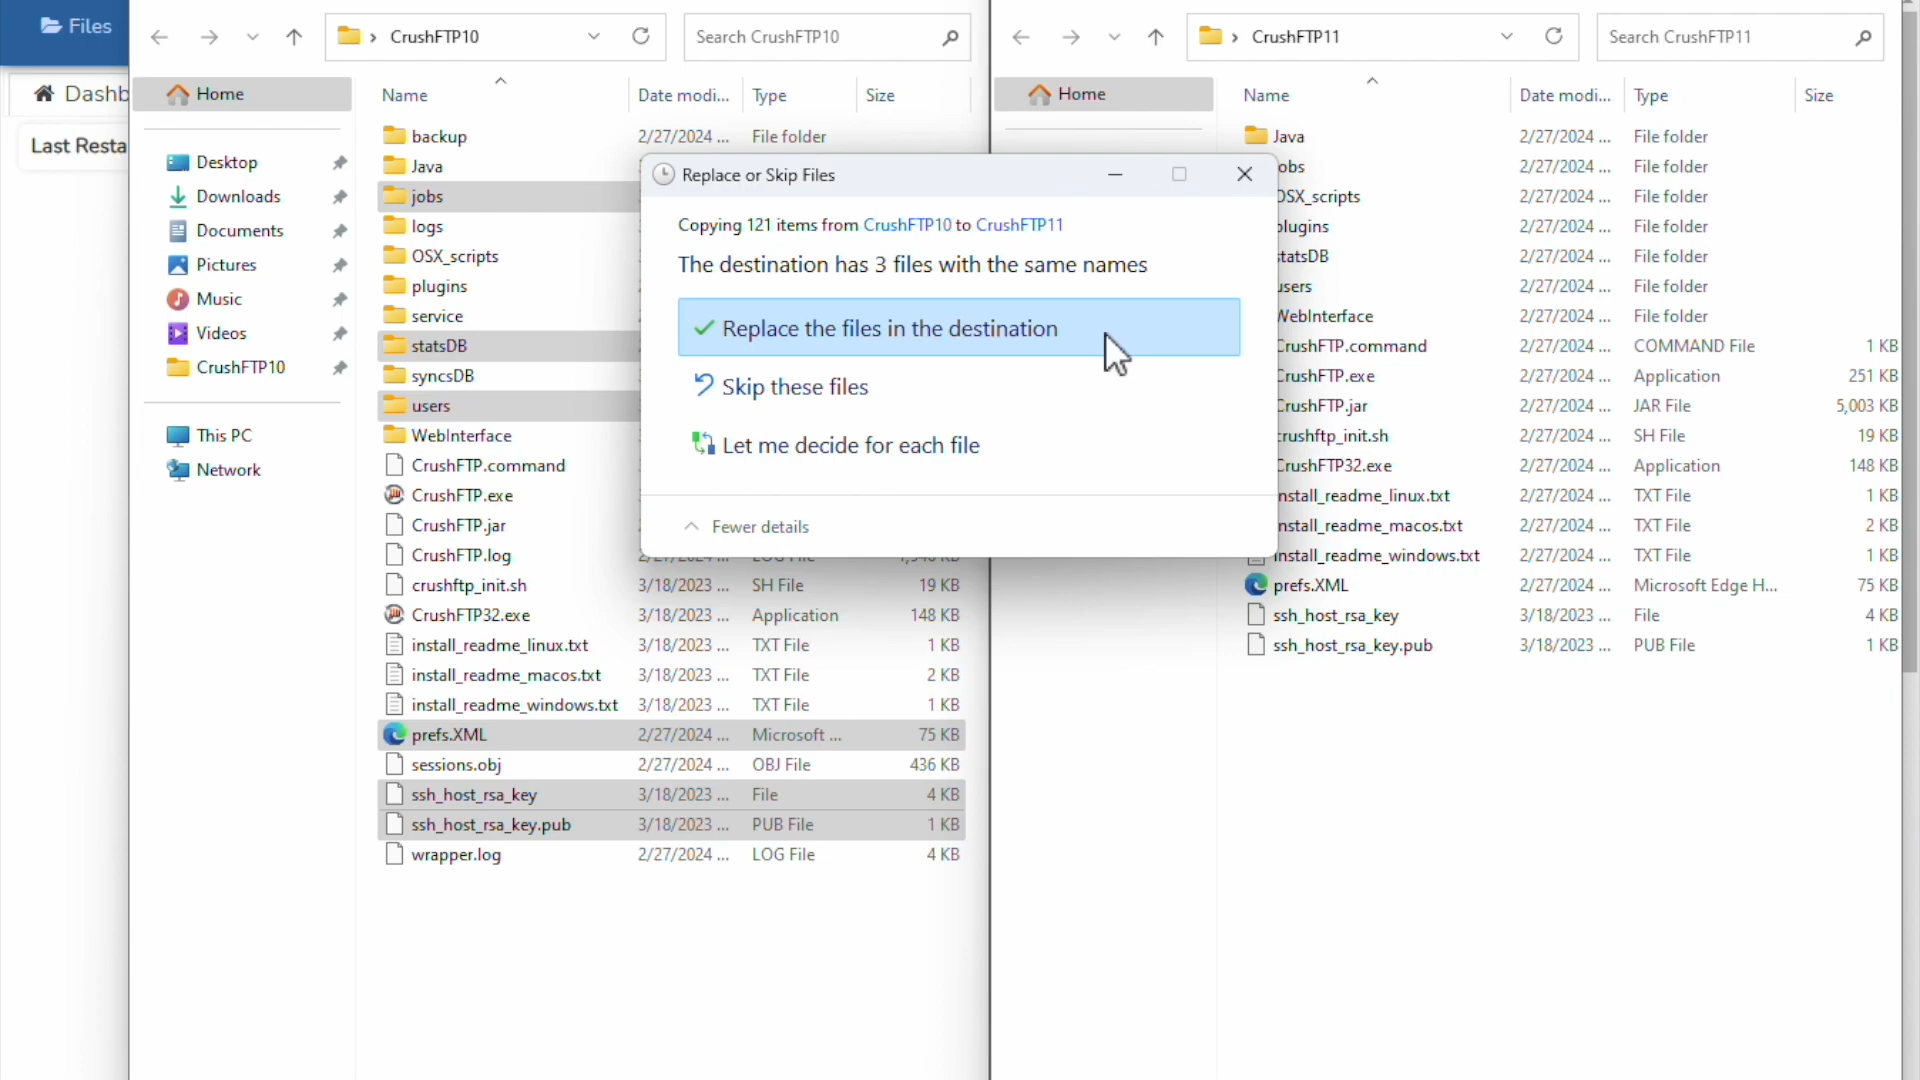 Files
Dashb
Last Resta
CrushFTP10
Search CrushFTP10
Home
Desktop
Downloads
Documents
Pictures
Music
Videos
CrushFTP10
This PC
Network
Name Date modi... Type Size
backup 2/27/2024 ... File folder
Java
jobs
logs
OSX_scripts
plugins
service
statsDB
syncsDB
users
WebInterface
CrushFTP.command
CrushFTP.exe
CrushFTP.jar
CrushFTP.log
crushftp_init.sh 3/18/2023 ... SH File 19 KB
CrushFTP32.exe 3/18/2023 ... Application 148 KB
install_readme_linux.txt 3/18/2023 ... TXT File 1 KB
install_readme_macos.txt 3/18/2023 ... TXT File 2 KB
install_readme_windows.txt 3/18/2023 ... TXT File 1 KB
prefs.XML 2/27/2024 ... Microsoft ... 75 KB
sessions.obj 2/27/2024 ... OBJ File 436 KB
ssh_host_rsa_key 3/18/2023 ... File 4 KB
ssh_host_rsa_key.pub 3/18/2023 ... PUB File 1 KB
wrapper.log 2/27/2024 ... LOG File 4 KB
Replace or Skip Files
Copying 121 items from CrushFTP10 to CrushFTP11
The destination has 3 files with the same names
Replace the files in the destination
Skip these files
Let me decide for each file
Fewer details
CrushFTP11
Search CrushFTP11
Home
Name Date modi... Type Size
Java 2/27/2024 ... File folder
obs 2/27/2024 ... File folder
OSX_scripts 2/27/2024 ... File folder
plugins 2/27/2024 ... File folder
statsDB 2/27/2024 ... File folder
users 2/27/2024 ... File folder
WebInterface 2/27/2024 ... File folder
CrushFTP.command 2/27/2024 ... COMMAND File 1 KB
CrushFTP.exe 2/27/2024 ... Application 251 KB
CrushFTP.jar 2/27/2024 ... JAR File 5,003 KB
crushftp_init.sh 2/27/2024 ... SH File 19 KB
CrushFTP32.exe 2/27/2024 ... Application 148 KB
nstall_readme_linux.txt 2/27/2024 ... TXT File 1 KB
nstall_readme_macos.txt 2/27/2024 ... TXT File 2 KB
install_readme_windows.txt 2/27/2024 ... TXT File 1 KB
prefs.XML 2/27/2024 ... Microsoft Edge H... 75 KB
ssh_host_rsa_key 3/18/2023 ... File 4 KB
ssh_host_rsa_key.pub 3/18/2023 ... PUB File 1 KB